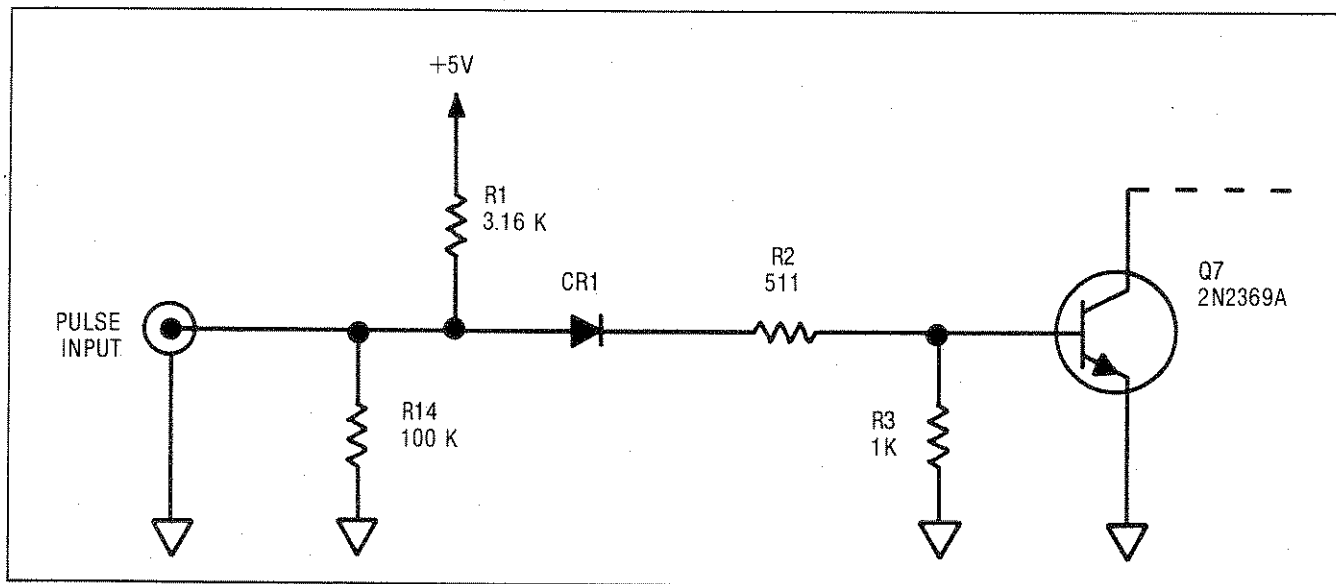 +5V
R1
3.16 K
CR1
R2
511
Q7
2N2369A
PULSE
INPUT
R14
100 K
R3
1K